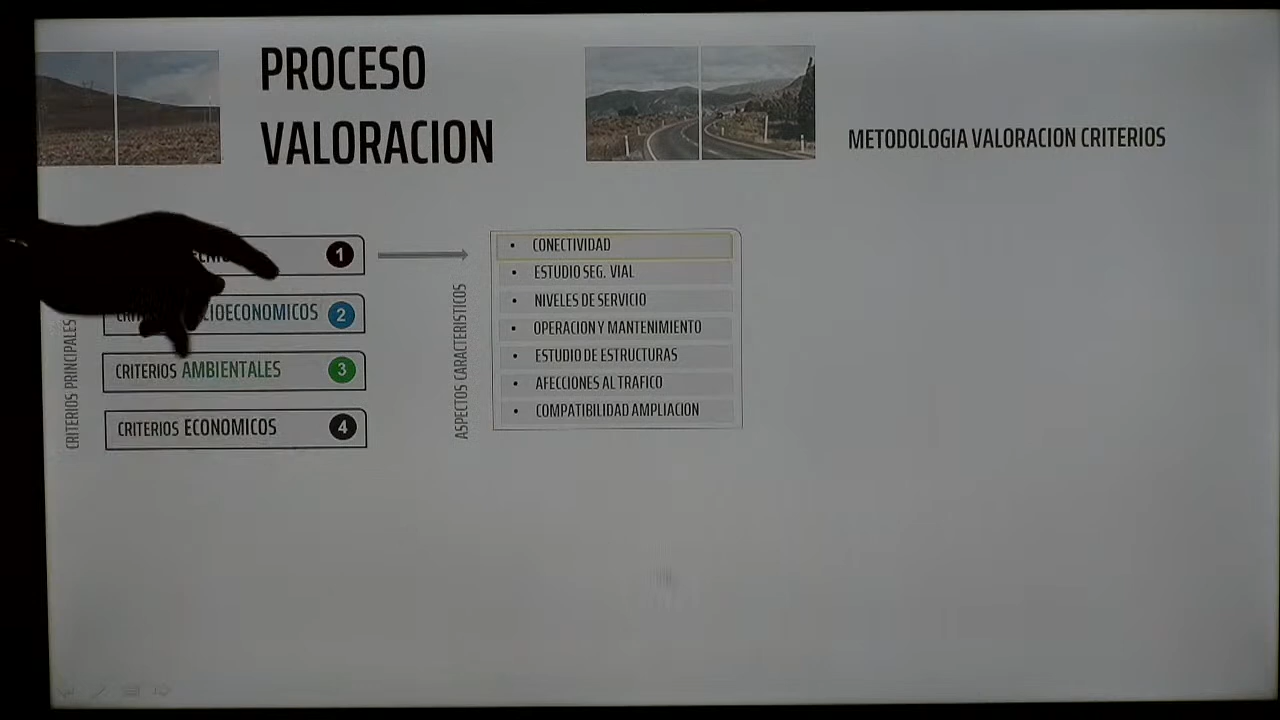 PROCESO
VALORACION
METODOLOGIA VALORACION CRITERIOS
CRITERIOS PRINCIPALES
1
2
CRITERIOS AMBIENTALES 3
CRITERIOS ECONOMICOS 4
ASPECTOS CARACTERISTICOS
• CONECTIVIDAD
• ESTUDIO SEG. VIAL
• NIVELES DE SERVICIO
• OPERACION Y MANTENIMIENTO
• ESTUDIO DE ESTRUCTURAS
• AFECCIONES AL TRAFICO
• COMPATIBILIDAD AMPLIACION